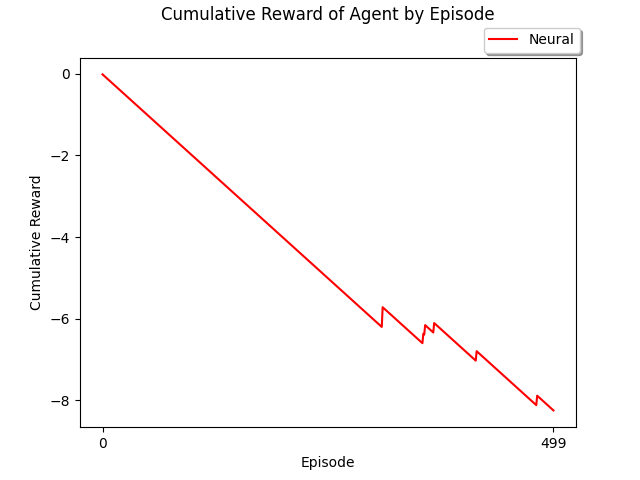 Cumulative Reward of Agent by Episode
Neural
0
−2
−4
−6
−8
Cumulative Reward
0
499
Episode